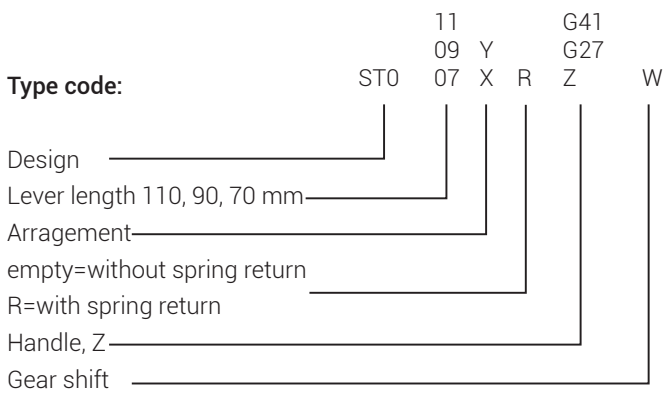 11 G41
09 Y G27
Type code: ST0 07 X R Z W
Design
Lever length 110, 90, 70 mm
Arragement
empty=without spring return
R=with spring return
Handle, Z
Gear shift